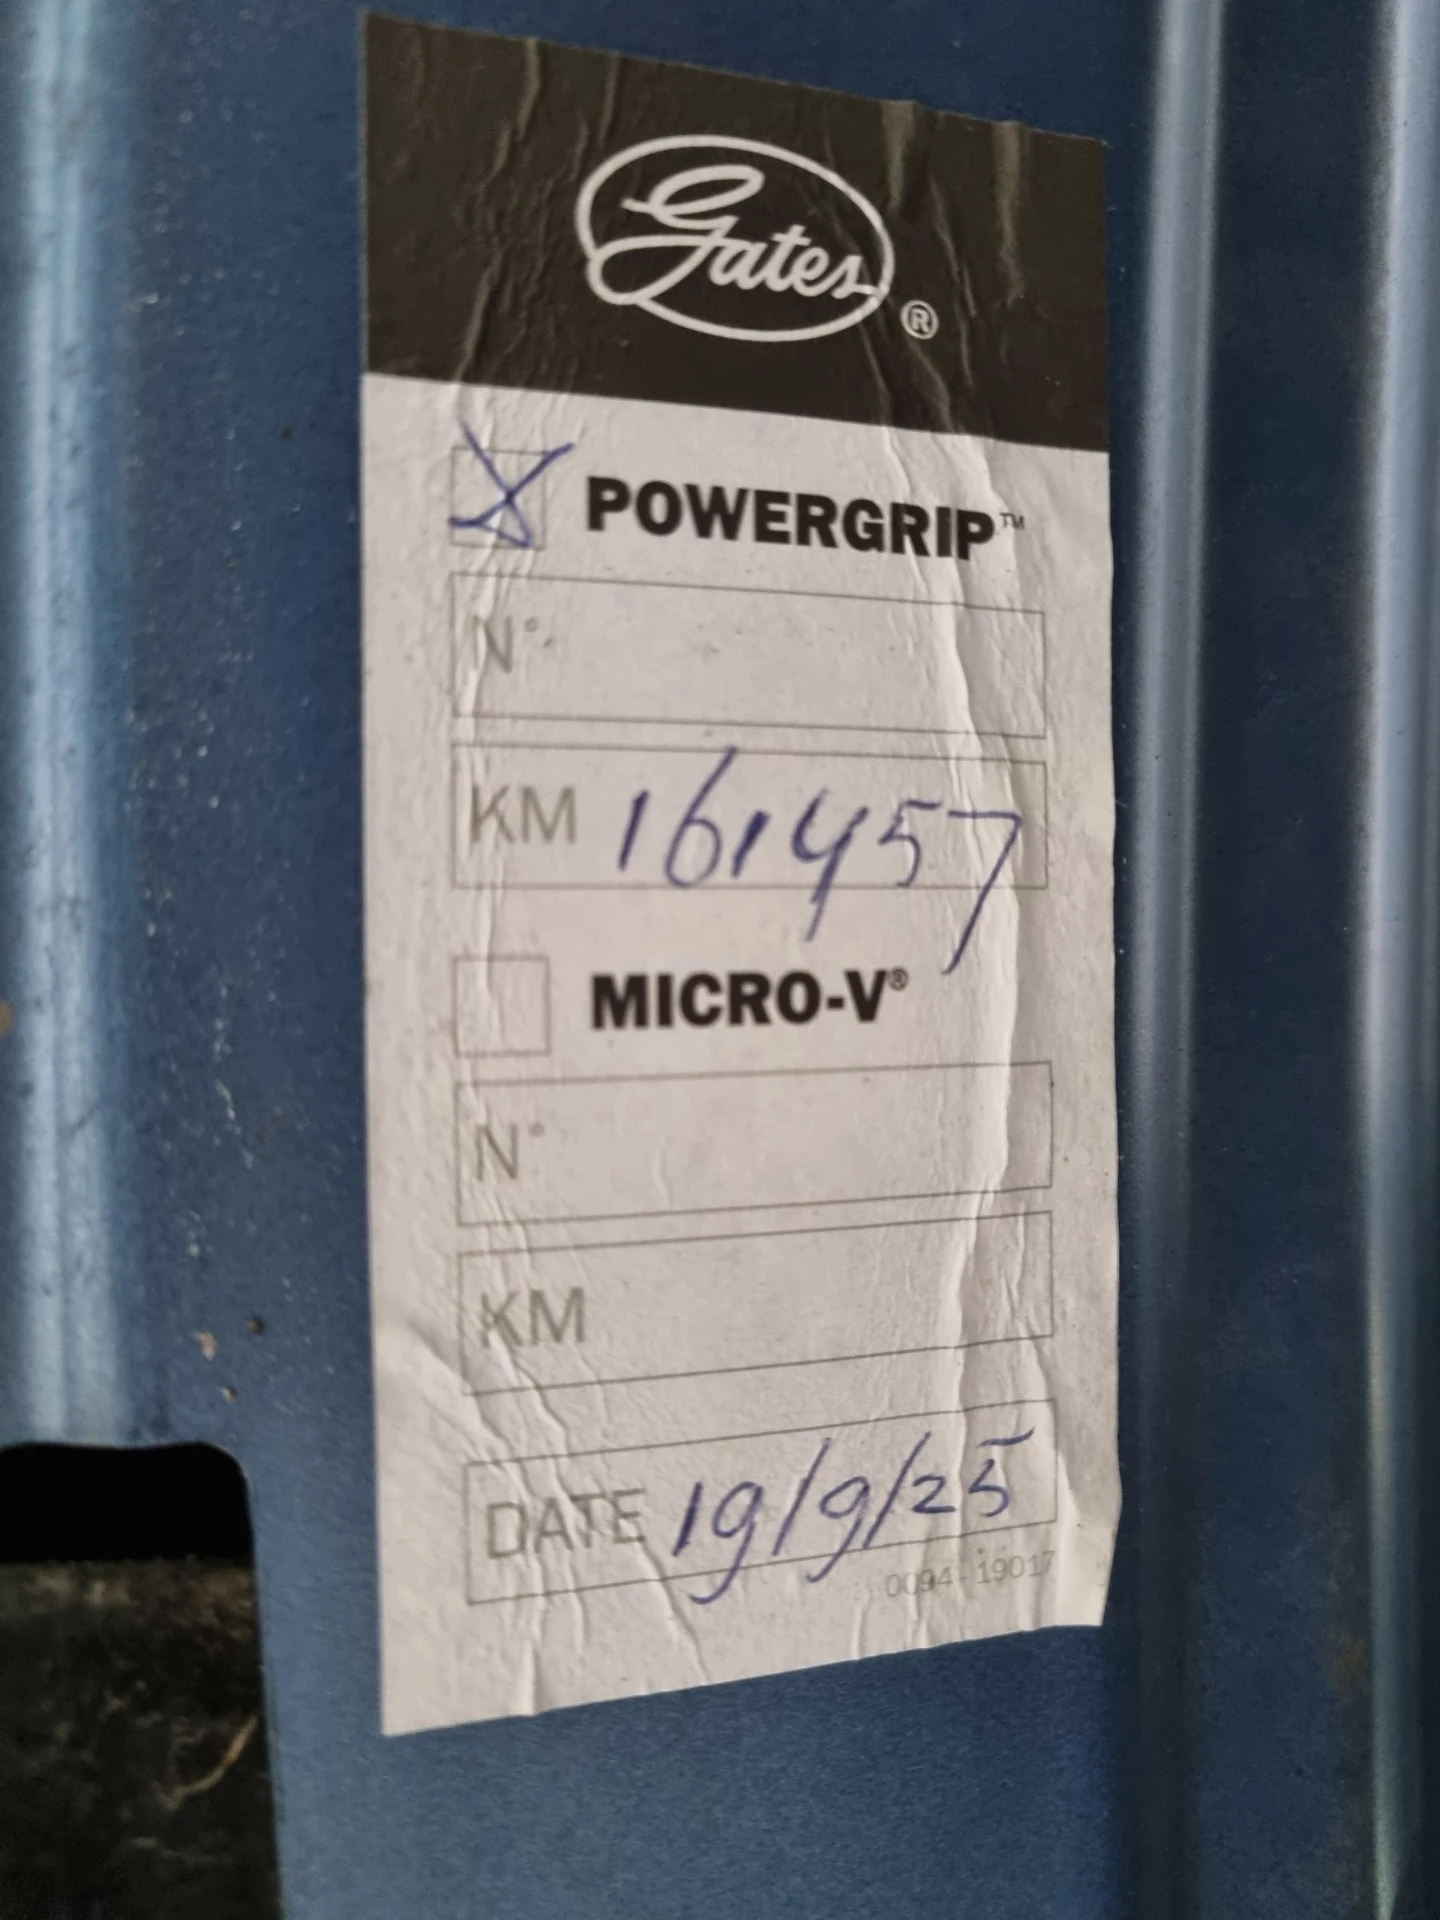 Gates®
X POWERGRIP™
N°
KM 161457
MICRO-V®
N°
KM
DATE 19/9/25
0094-19017